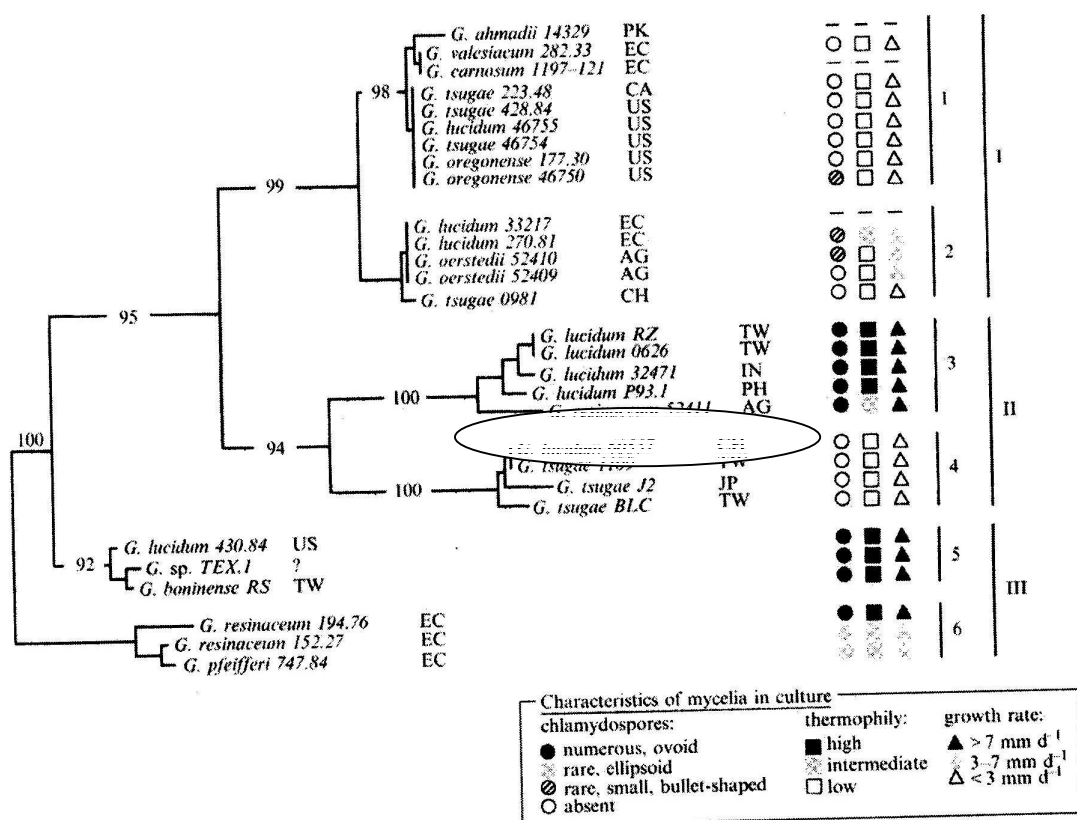 G. ahmadii 14329 PK
G. valesiacum 282.33 EC
G. carnosum 1197–121 EC
98
G. tsugae 223.48 CA
G. tsugae 428.84 US
G. lucidum 46755 US
G. tsugae 46754 US
G. oregonense 177.30 US
G. oregonense 46750 US
1
I
99
G. lucidum 33217 EC
G. lucidum 270.81 EC
G. oerstedii 52410 AG
G. oerstedii 52409 AG
G. tsugae 0981 CH
2
95
G. lucidum RZ TW
G. lucidum 0626 TW
G. lucidum 32471 IN
G. lucidum P93.1 PH
AG
100
3
II
94
G. tsugae 1109 TW
G. tsugae J2 JP
G. tsugae BLC TW
100
4
100
G. lucidum 430.84 US
G. sp. TEX.1 ?
G. boninense RS TW
92
5
III
G. resinaceum 194.76 EC
G. resinaceum 152.27 EC
G. pfeifferi 747.84 EC
6
Characteristics of mycelia in culture
chlamydospores: thermophily: growth rate:
numerous, ovoid high > 7 mm d⁻¹
rare, ellipsoid intermediate 3–7 mm d⁻¹
rare, small, bullet-shaped low < 3 mm d⁻¹
absent